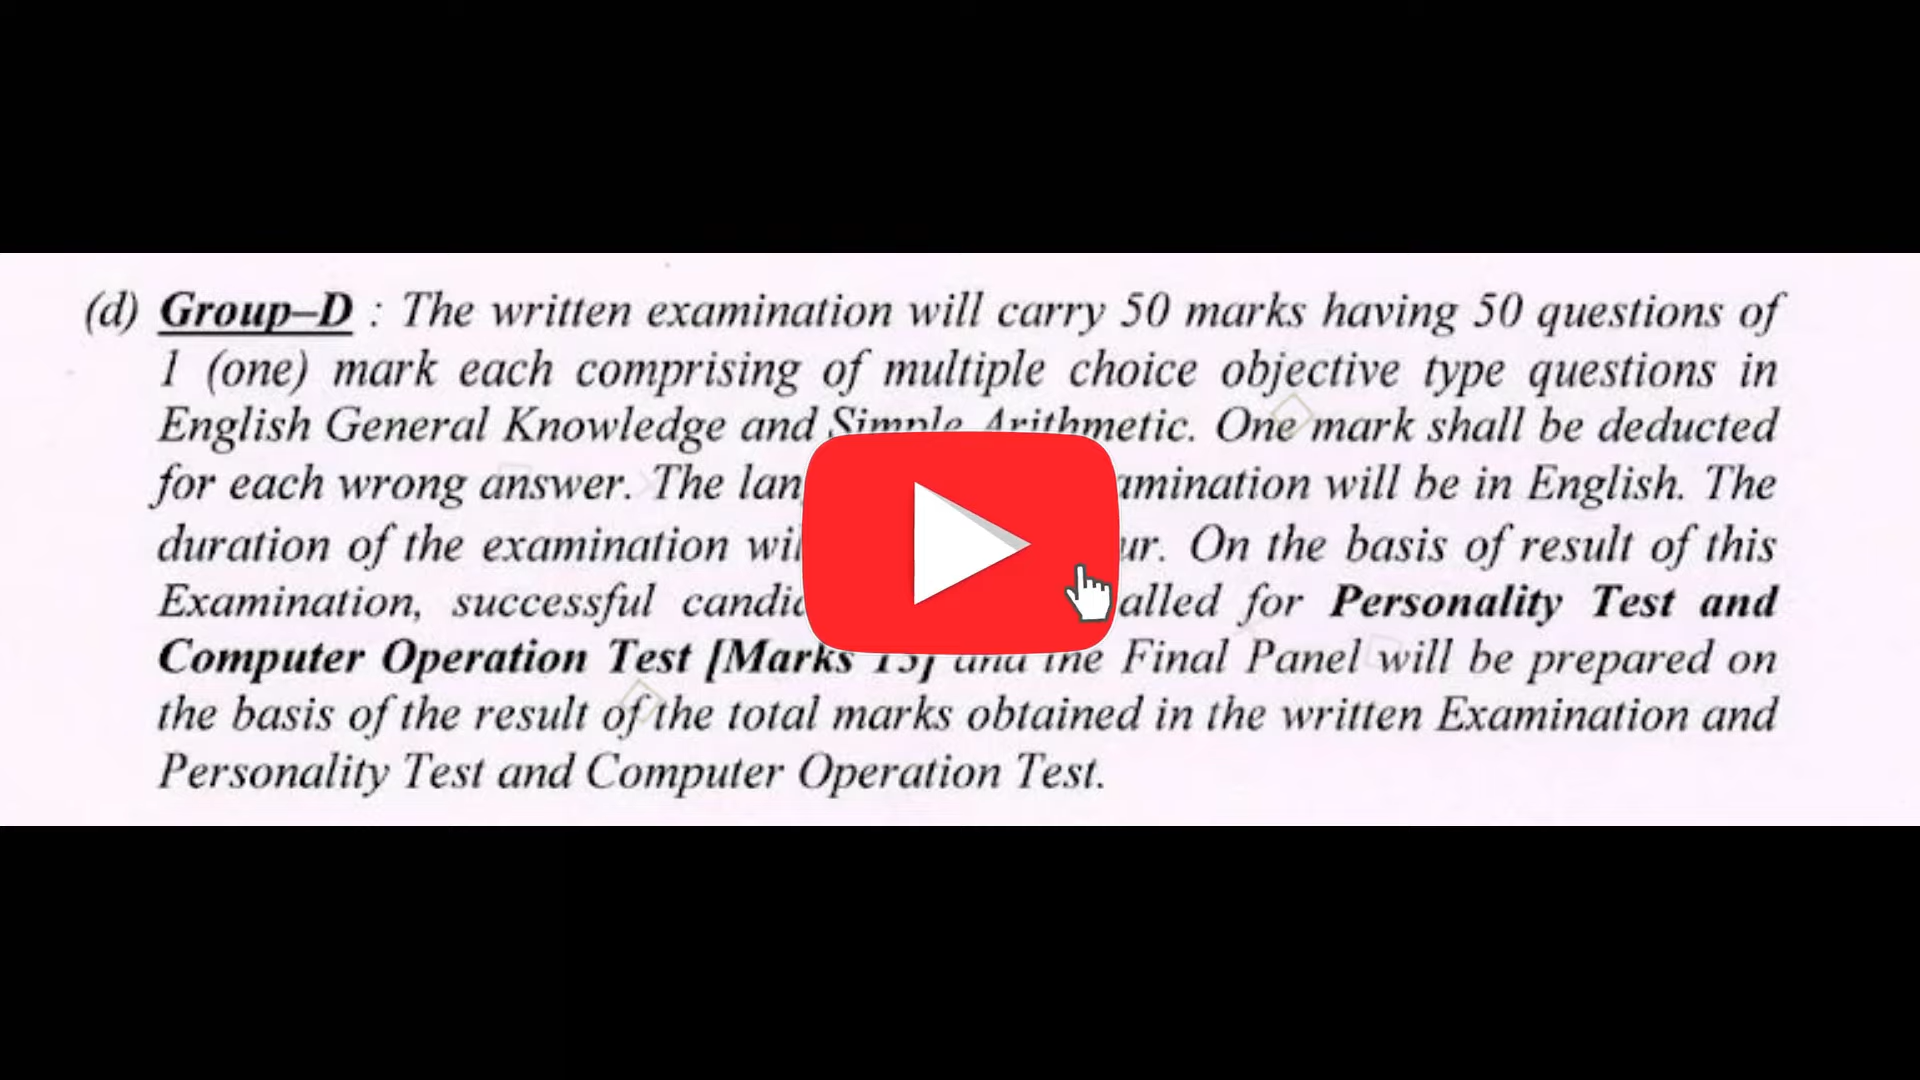 (d) Group–D : The written examination will carry 50 marks having 50 questions of
1 (one) mark each comprising of multiple choice objective type questions in
English General Knowledge and Simple Arithmetic. One mark shall be deducted
for each wrong answer. The amination will be in English. The
duration of the examination ur. On the basis of result of this
Examination, successful alled for Personality Test and
Computer Operation Test [Marks and the Final Panel will be prepared on
the basis of the result of the total marks obtained in the written Examination and
Personality Test and Computer Operation Test.